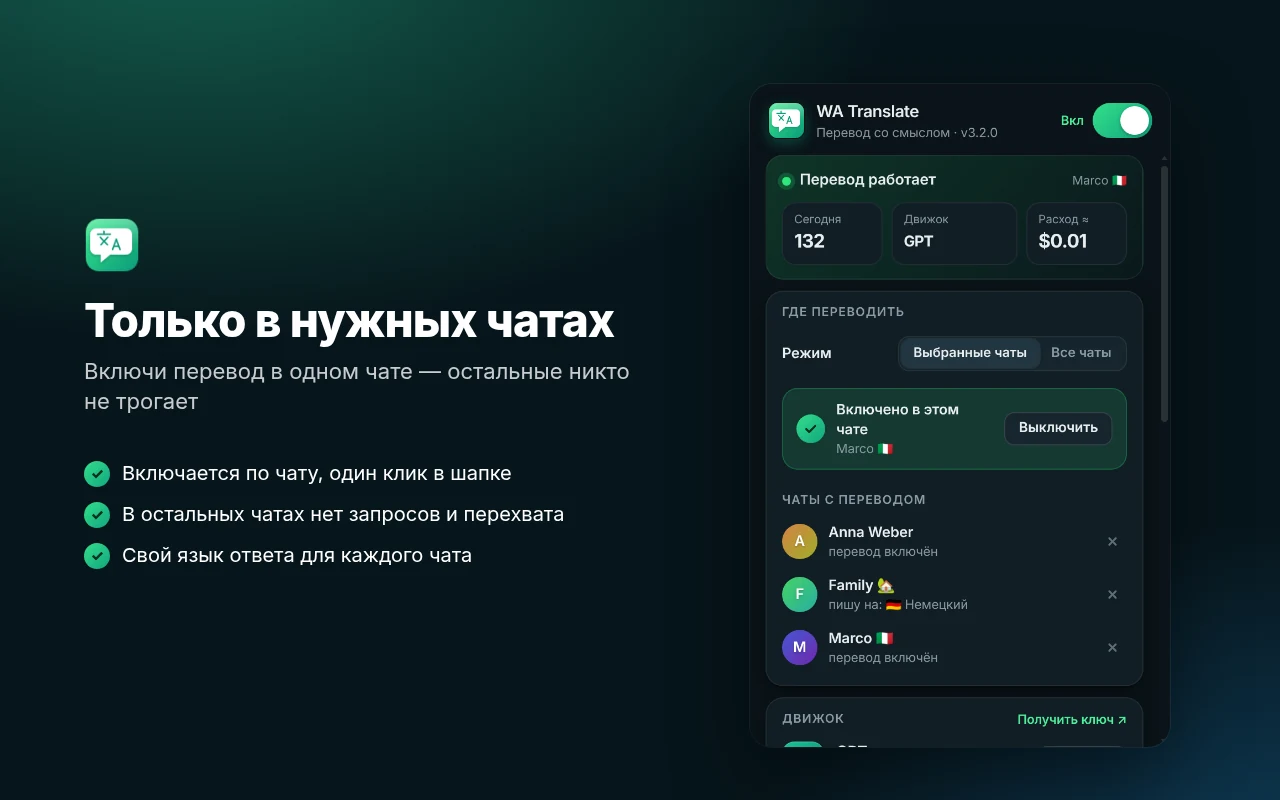 Только в нужных чатах
Включи перевод в одном чате — остальные никто
не трогает
Включается по чату, один клик в шапке
В остальных чатах нет запросов и перехвата
Свой язык ответа для каждого чата
WA Translate
Перевод со смыслом · v3.2.0
Вкл
Перевод работает
Marco 🇮🇹
Сегодня
132
Движок
GPT
Расход ≈
$0.01
ГДЕ ПЕРЕВОДИТЬ
Режим
Выбранные чаты
Все чаты
Включено в этом
чате
Marco 🇮🇹
Выключить
ЧАТЫ С ПЕРЕВОДОМ
A
Anna Weber
перевод включён
F
Family 🏡
пишу на: 🇩🇪 Немецкий
M
Marco 🇮🇹
перевод включён
ДВИЖОК
Получить ключ ↗